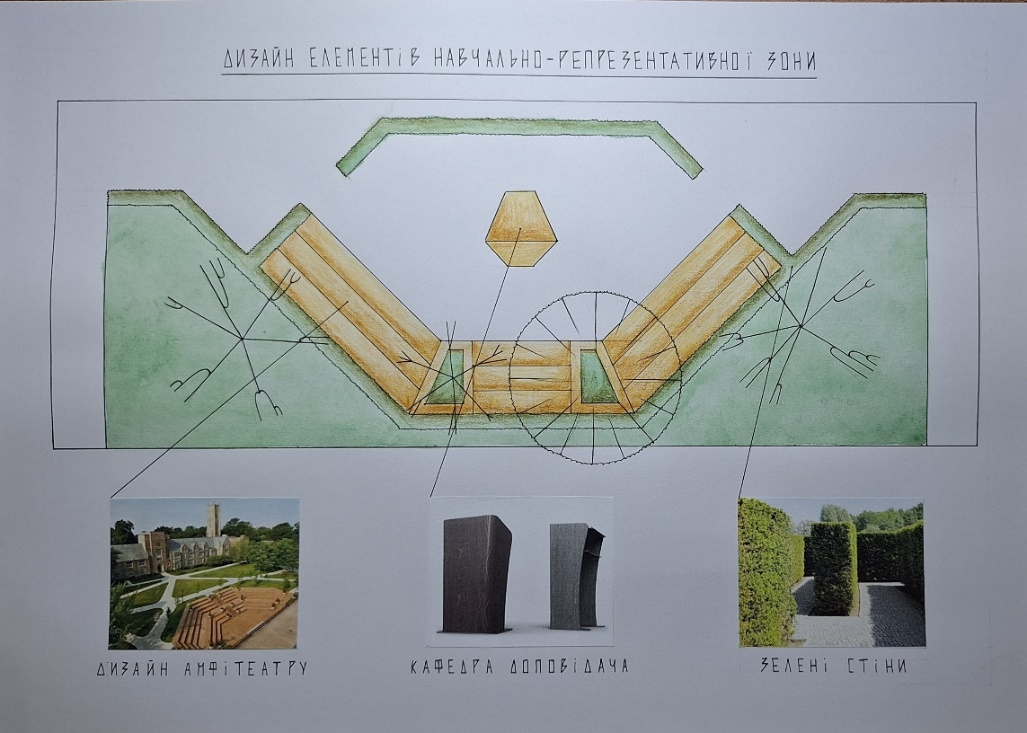 ДИЗАЙН ЕЛЕМЕНТІВ НАВЧАЛЬНО-РЕПРЕЗЕНТАТИВНОЇ ЗОНИ
ДИЗАЙН АМФІТЕАТРУ
КАФЕДРА ДОПОВІДАЧА
ЗЕЛЕНІ СТІНИ